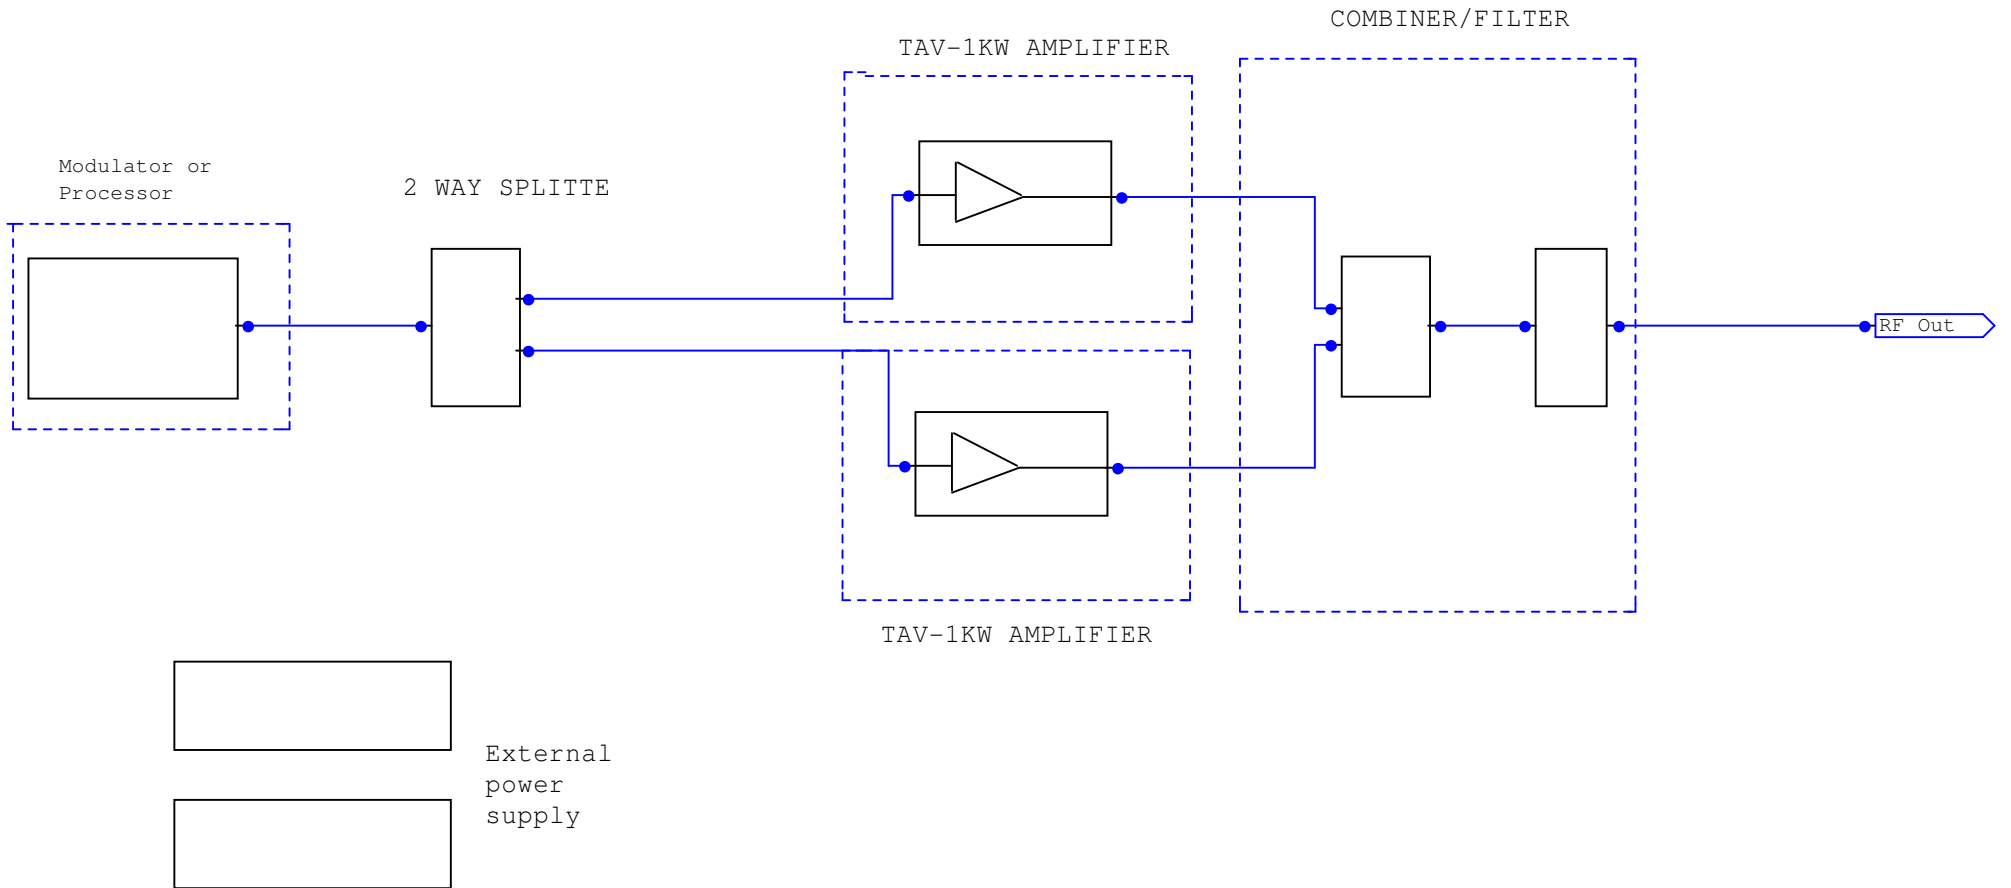 COMBINER/FILTER
TAV-1KW AMPLIFIER
Modulator or
Processor
2 WAY SPLITTE
RF Out
TAV-1KW AMPLIFIER
External
power
supply